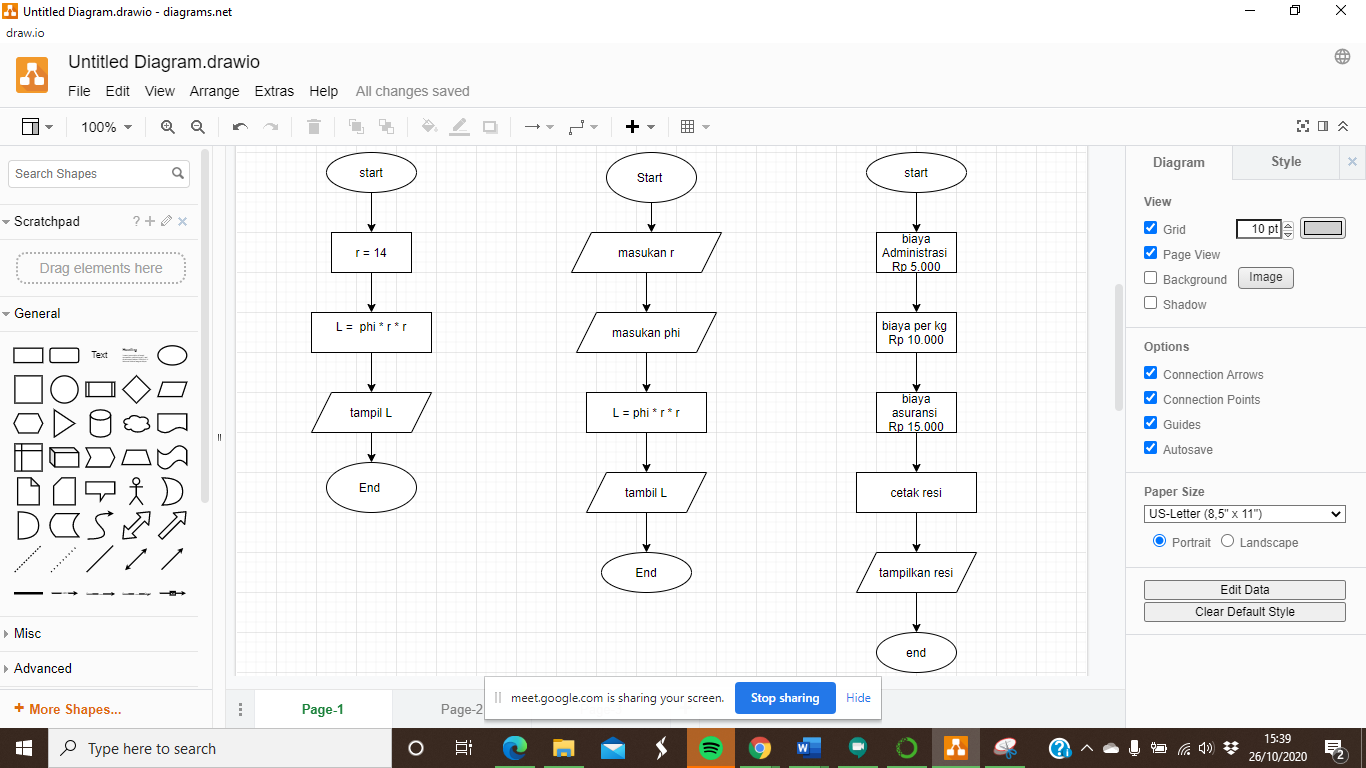 Untitled Diagram.drawio - diagrams.net
draw.io
Untitled Diagram.drawio
File Edit View Arrange Extras Help All changes saved
100%
Search Shapes
Scratchpad ?
Drag elements here
General
Text
Heading
Misc
Advanced
+ More Shapes...
start
r = 14
L = phi * r * r
tampil L
End
Start
masukan r
masukan phi
L = phi * r * r
tambil L
End
start
biaya
Administrasi
Rp 5.000
biaya per kg
Rp 10.000
biaya
asuransi
Rp 15.000
cetak resi
tampilkan resi
end
Diagram Style
View
Grid 10 pt
Page View
Background Image
Shadow
Options
Connection Arrows
Connection Points
Guides
Autosave
Paper Size
US-Letter (8,5" x 11")
Portrait Landscape
Edit Data
Clear Default Style
Page-1 Page-2
meet.google.com is sharing your screen. Stop sharing Hide
Type here to search
15:39
26/10/2020
2